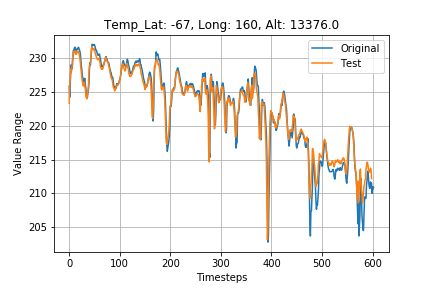 Temp_Lat: -67, Long: 160, Alt: 13376.0
Original
Test
Value Range
230
225
220
215
210
205
0 100 200 300 400 500 600
Timesteps